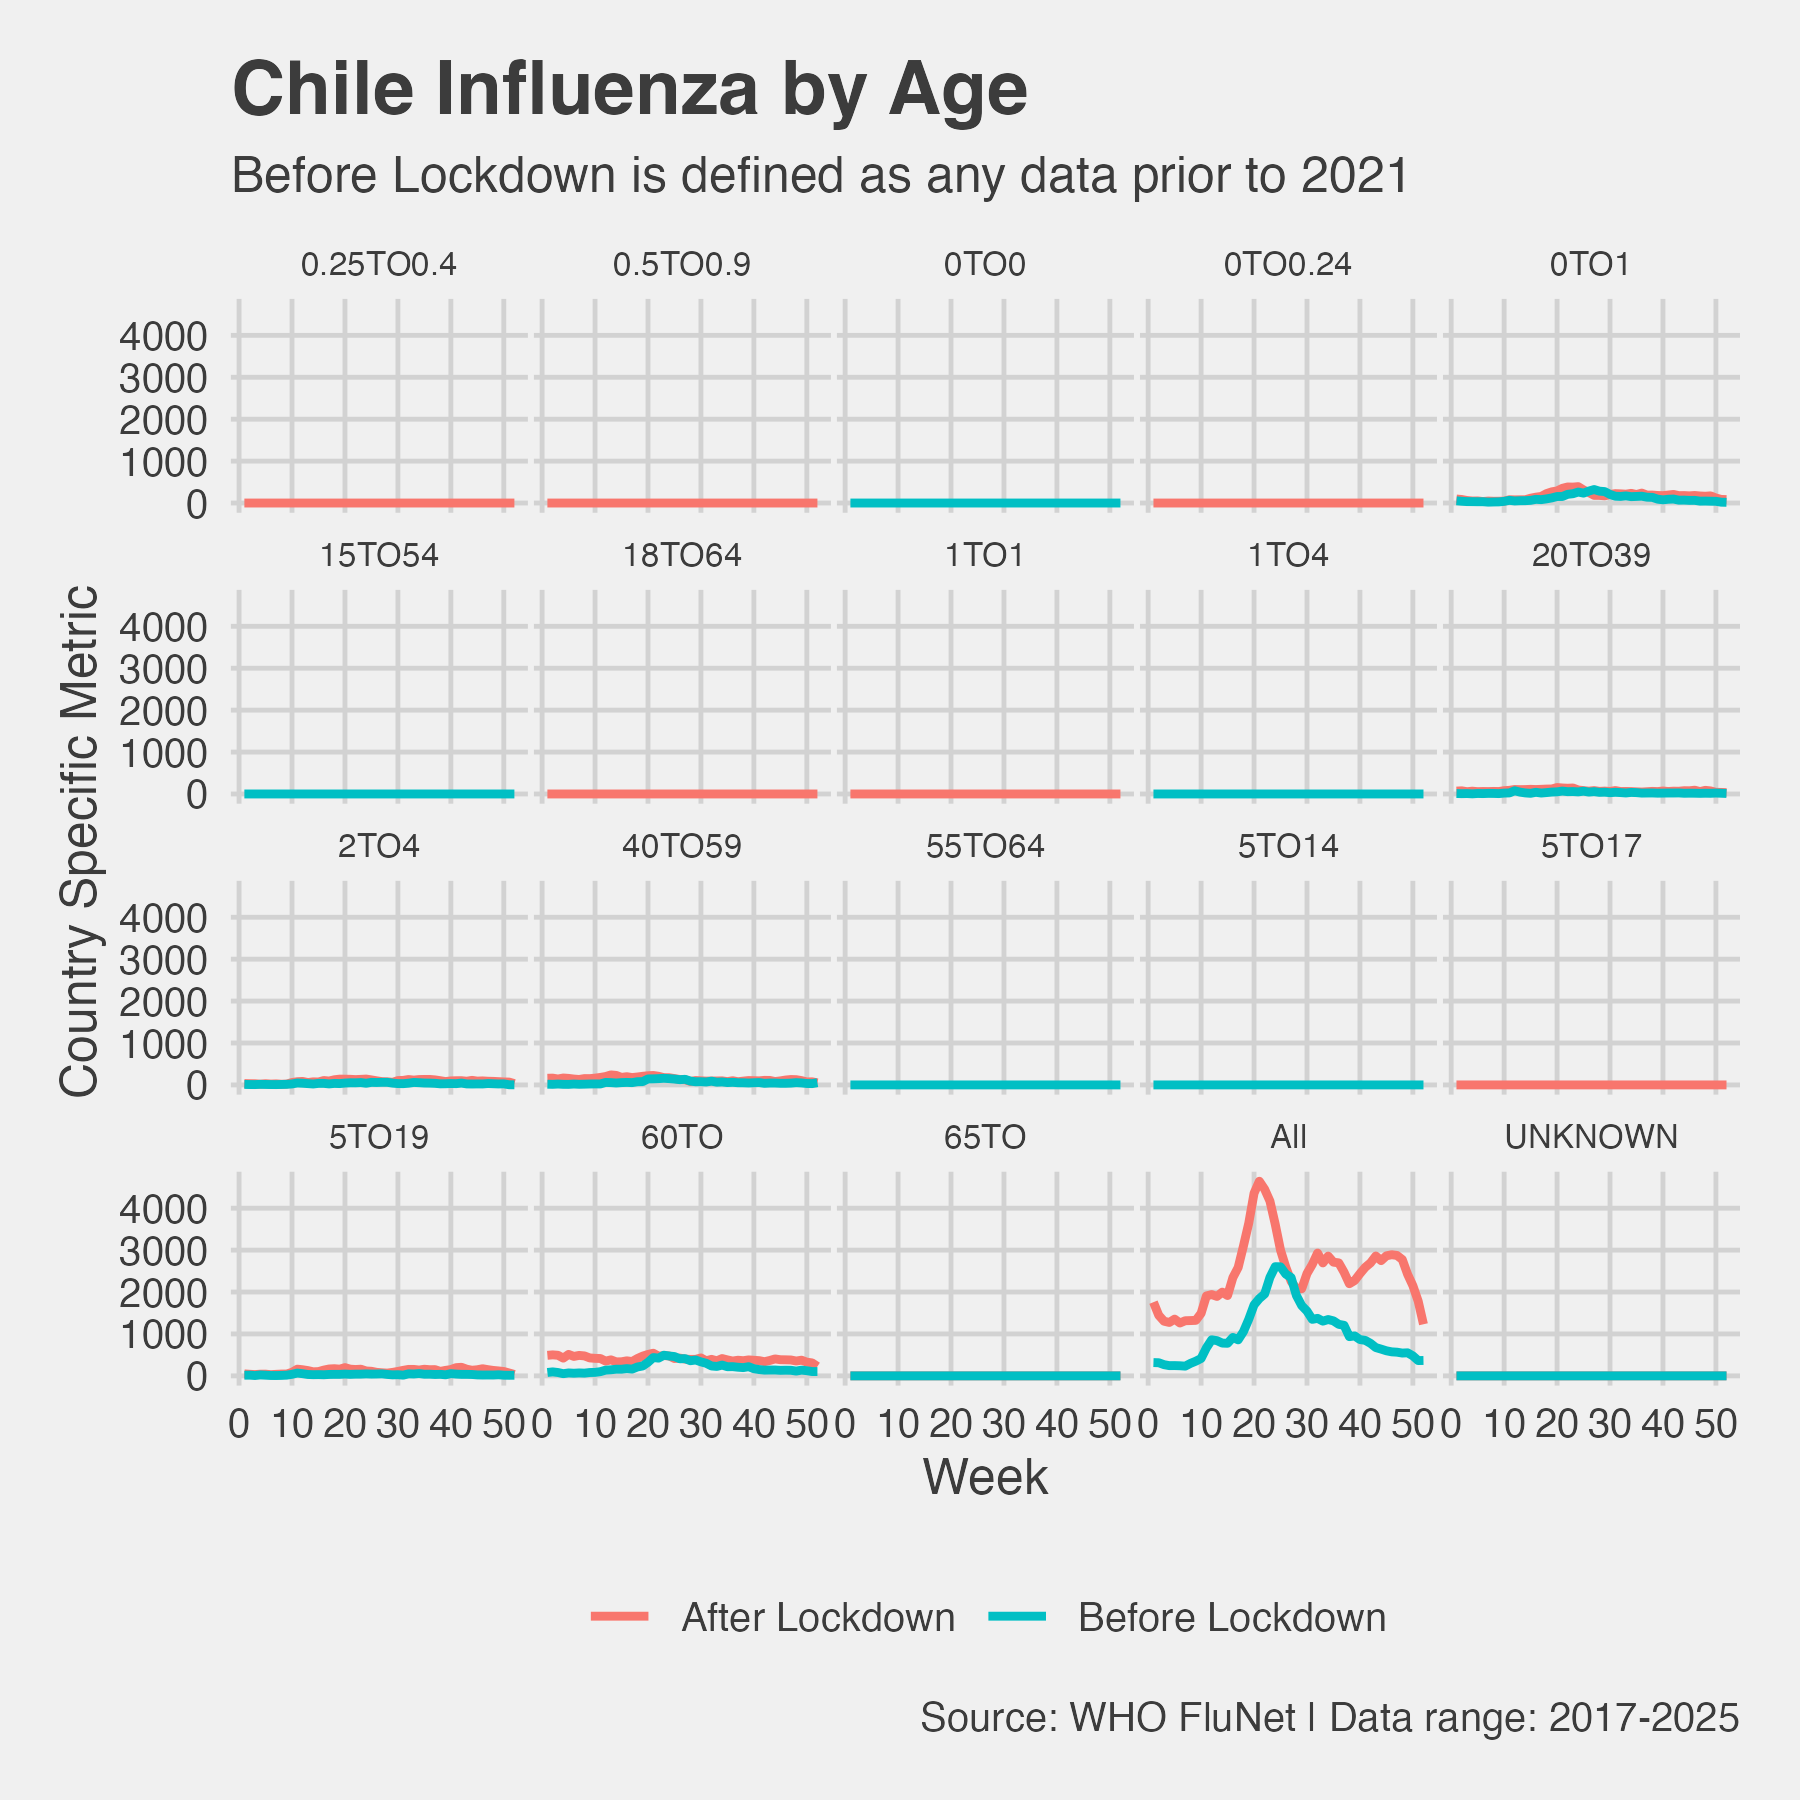 Chile Influenza by Age
Before Lockdown is defined as any data prior to 2021
0.25TO0.4 0.5TO0.9 0TO0 0TO0.24 0TO1
4000
3000
2000
1000
0
15TO54 18TO64 1TO1 1TO4 20TO39
4000
3000
2000
1000
0
Country Specific Metric
2TO4 40TO59 55TO64 5TO14 5TO17
4000
3000
2000
1000
0
5TO19 60TO 65TO All UNKNOWN
4000
3000
2000
1000
0
0 10 20 30 40 50 0 10 20 30 40 50 0 10 20 30 40 50 0 10 20 30 40 50 0 10 20 30 40 50
Week
After Lockdown Before Lockdown
Source: WHO FluNet | Data range: 2017-2025